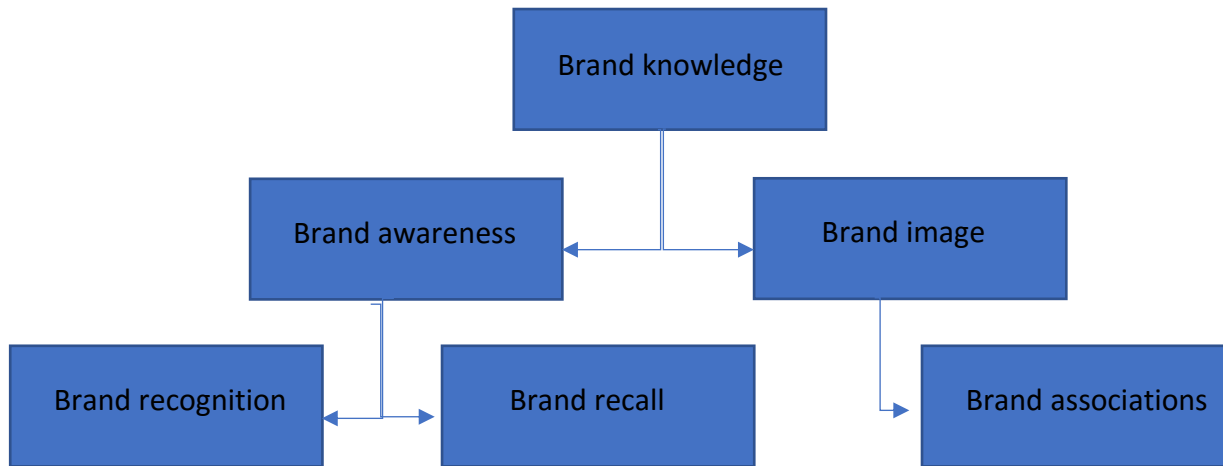 Brand knowledge
Brand awareness
Brand image
Brand recognition
Brand recall
Brand associations